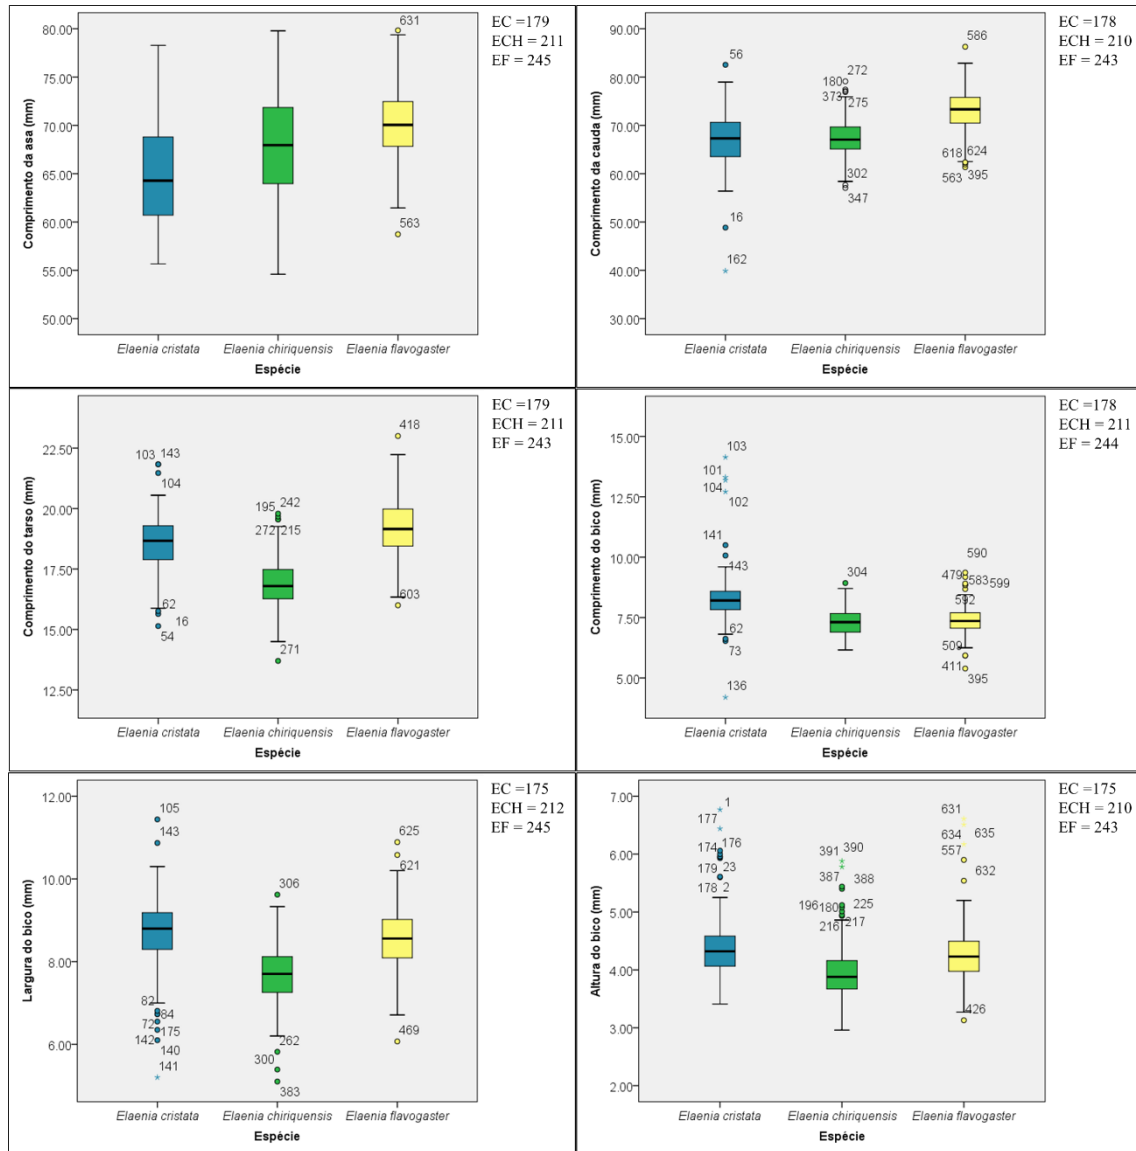 EC =179
ECH = 211
EF = 245
Comprimento da asa (mm)
80.00
75.00
70.00
65.00
60.00
55.00
50.00
631
563
Elaenia cristata Elaenia chiriquensis Elaenia flavogaster
Espécie
EC =178
ECH = 210
EF = 243
Comprimento da cauda (mm)
90.00
80.00
70.00
60.00
50.00
40.00
30.00
56
16
162
272
180
373 275
302
347
586
618 624
563 395
Elaenia cristata Elaenia chiriquensis Elaenia flavogaster
Espécie
EC =179
ECH = 211
EF = 243
Comprimento do tarso (mm)
22.50
20.00
17.50
15.00
12.50
103 143
104
62
16
54
195 242
272 215
271
418
603
Elaenia cristata Elaenia chiriquensis Elaenia flavogaster
Espécie
EC =178
ECH = 211
EF = 244
Comprimento do bico (mm)
15.00
10.00
7.50
5.00
103
101
104
102
141
143
62
73
136
304
590
479 583 599
592
509
411
395
Elaenia cristata Elaenia chiriquensis Elaenia flavogaster
Espécie
EC =175
ECH = 212
EF = 245
Largura do bico (mm)
12.00
10.00
8.00
6.00
105
143
82
84
72
175
142
140
141
306
262
300
383
625
621
469
Elaenia cristata Elaenia chiriquensis Elaenia flavogaster
Espécie
EC =175
ECH = 210
EF = 243
Altura do bico (mm)
7.00
6.00
5.00
4.00
3.00
2.00
1
177
174 176
179 23
178 2
391 390
387 388
196 180 225
216 217
631
634 635
557
632
426
Elaenia cristata Elaenia chiriquensis Elaenia flavogaster
Espécie